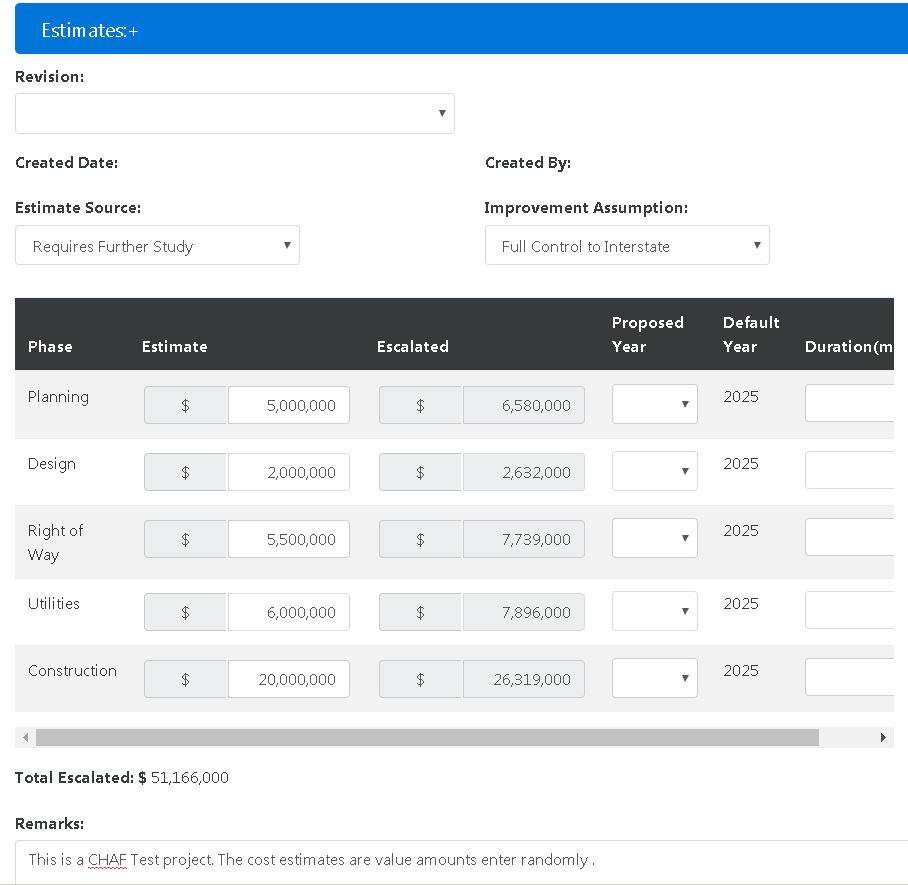 Estimates:+
Revision:
Created Date: Created By:
Estimate Source: Improvement Assumption:
Requires Further Study Full Control to Interstate
Proposed Default
Phase Estimate Escalated Year Year Duration(m
Planning $ 5,000,000 $ 6,580,000 2025
Design $ 2,000,000 $ 2,632,000 2025
Right of $ 5,500,000 $ 7,739,000 2025
Way
Utilities $ 6,000,000 $ 7,896,000 2025
Construction $ 20,000,000 $ 26,319,000 2025
Total Escalated: $ 51,166,000
Remarks:
This is a CHAF Test project. The cost estimates are value amounts enter randomly .